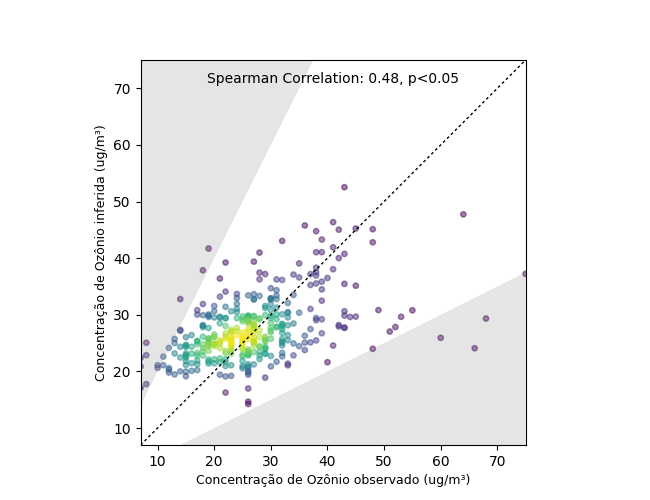 Spearman Correlation: 0.48, p<0.05
Concentração de Ozônio inferida (ug/m³)
70
60
50
40
30
20
10
10 20 30 40 50 60 70
Concentração de Ozônio observado (ug/m³)